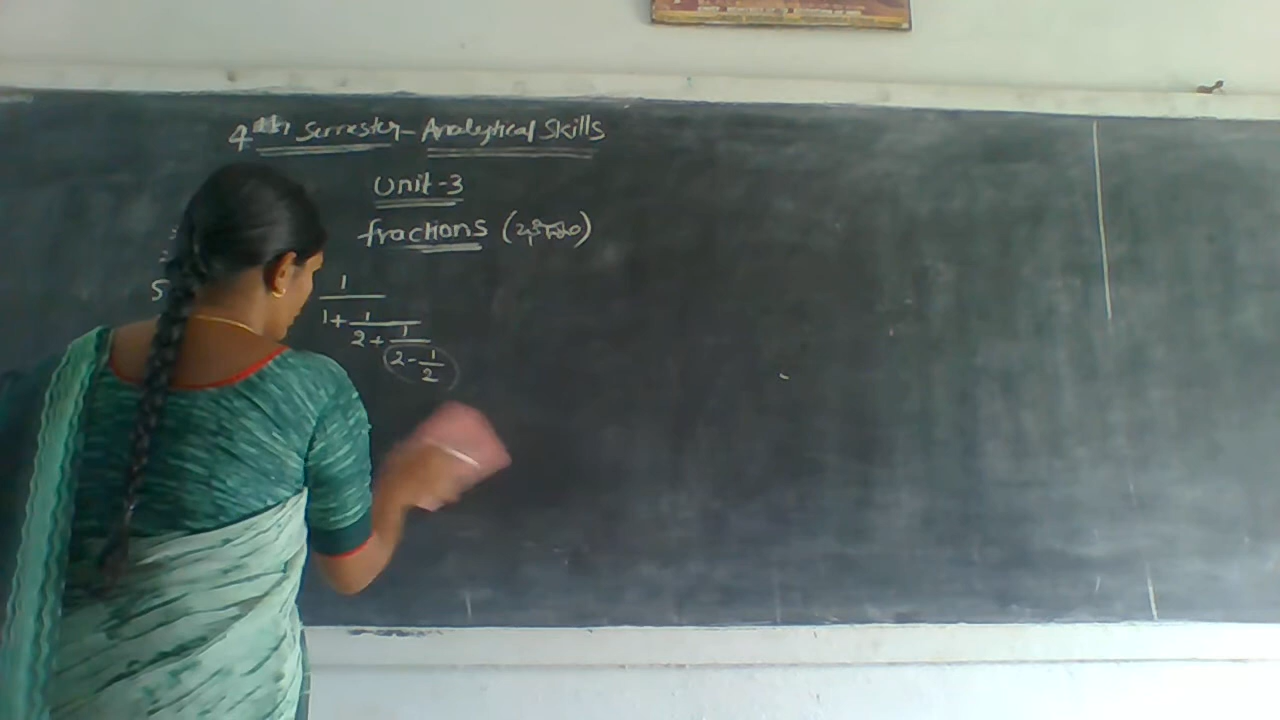 4th Semester - Analytical Skills
Unit - 3
fractions
S
1
1 + 1
2 + 1
2 - 1
2